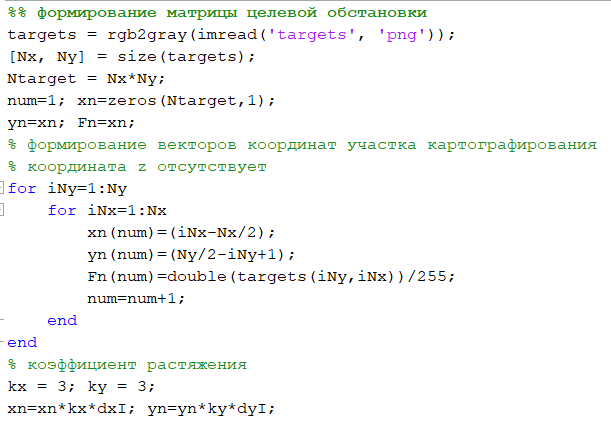 %% формирование матрицы целевой обстановки
targets = rgb2gray(imread('targets', 'png'));
[Nx, Ny] = size(targets);
Ntarget = Nx*Ny;
num=1; xn=zeros(Ntarget,1);
yn=xn; Fn=xn;
% формирование векторов координат участка картографирования
% координата z отсутствует
for iNy=1:Ny
    for iNx=1:Nx
        xn(num)=(iNx-Nx/2);
        yn(num)=(Ny/2-iNy+1);
        Fn(num)=double(targets(iNy,iNx))/255;
        num=num+1;
    end
end
% коэффициент растяжения
kx = 3; ky = 3;
xn=xn*kx*dxI; yn=yn*ky*dyI;